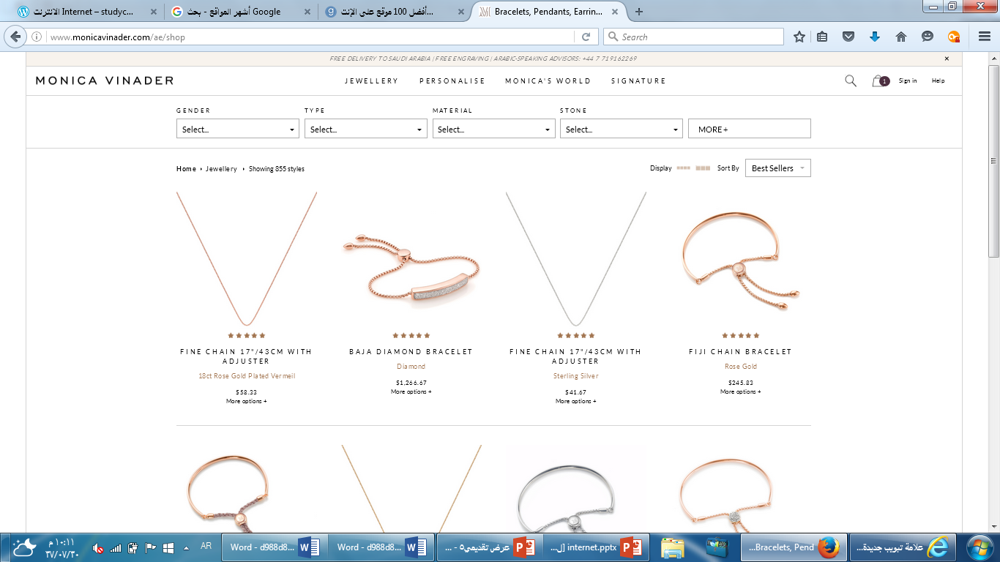 الانترنت Internet – studyc...
أشهر المواقع - بحث Google
أفضل 100 موقع على الإنت...
Bracelets, Pendants, Earrin...
www.monicavinader.com/ae/shop
Search
FREE DELIVERY TO SAUDI ARABIA | FREE ENGRAVING | ARABIC-SPEAKING ADVISORS: +44 7 719162269
MONICA VINADER
JEWELLERY PERSONALISE MONICA'S WORLD SIGNATURE
1 Sign in Help
GENDER TYPE MATERIAL STONE
Select... Select... Select... Select... MORE +
Home Jewellery Showing 855 styles
Display Sort By Best Sellers
FINE CHAIN 17"/43CM WITH ADJUSTER
18ct Rose Gold Plated Vermeil
$58.33
More options +
BAJA DIAMOND BRACELET
Diamond
$1,266.67
More options +
FINE CHAIN 17"/43CM WITH ADJUSTER
Sterling Silver
$41.67
More options +
FIJI CHAIN BRACELET
Rose Gold
$245.83
More options +
١٠:١١ م
٣٧/٠٧/٣٠
AR
Word - d988d8...
Word - d988d8...
عرض تقديمي٥ - ...
internet.pptx [ل...
Bracelets, Pend...
علامة تبويب جديدة...